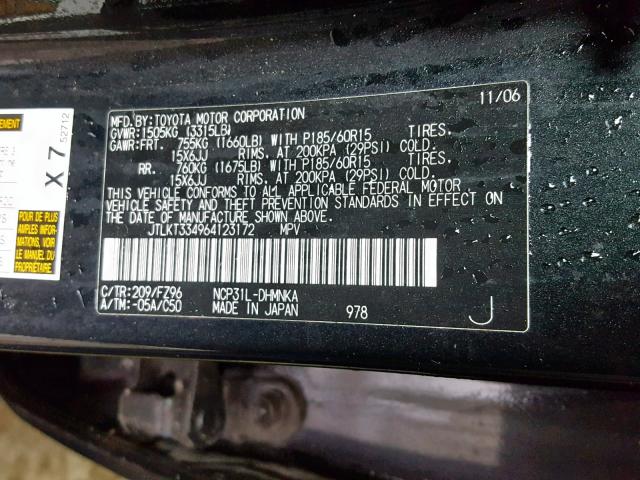 MFD.BY:TOYOTA MOTOR CORPORATION 11/06
GVWR:1505KG (3315LB)
GAWR:FRT. 755KG (1660LB) WITH P185/60R15 TIRES,
15X6JJ RIMS, AT 200KPA (29PSI) COLD.
RR. 760KG (1675LB) WITH P185/60R15 TIRES,
15X6JJ RIMS, AT 200KPA (29PSI) COLD.
THIS VEHICLE CONFORMS TO ALL APPLICABLE FEDERAL MOTOR
VEHICLE SAFETY AND THEFT PREVENTION STANDARDS IN EFFECT ON
THE DATE OF MANUFACTURE SHOWN ABOVE.
JTLKT334964123172 MPV
C/TR:209/FZ96 NCP31L-DHMNKA
A/TM:-05A/C50 MADE IN JAPAN 978 J
X 7
52712
POUR DE PLUS
AMPLES INFOR-
MATIONS, VOIR